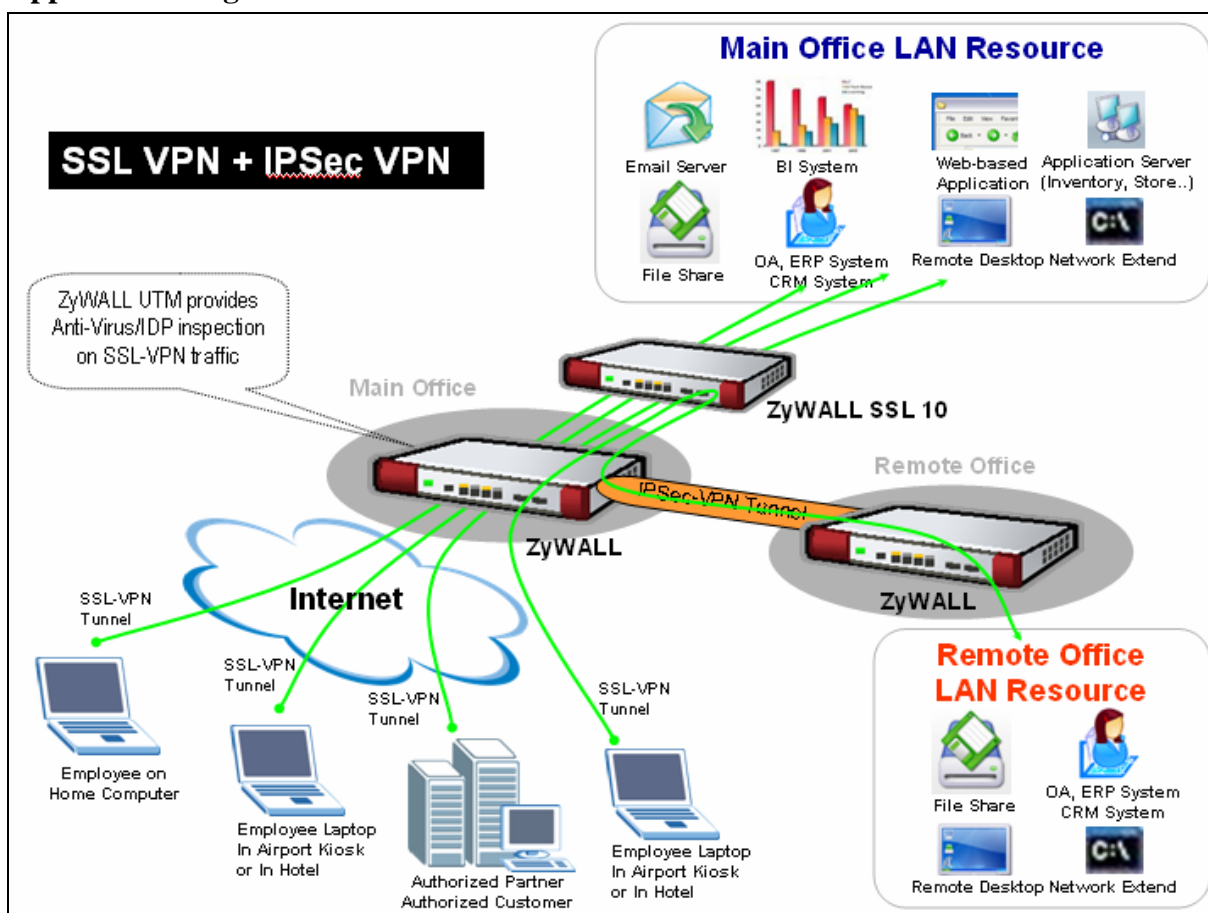 Main Office LAN Resource
SSL VPN + IPSec VPN
Email Server
BI System
Web-based
Application
Application Server
(Inventory, Store..)
File Share
OA, ERP System
CRM System
Remote Desktop
Network Extend
C:\
ZyWALL UTM provides
Anti-Virus/IDP inspection
on SSL-VPN traffic
Main Office
ZyWALL SSL 10
Remote Office
IPSec-VPN Tunnel
ZyWALL
ZyWALL
Internet
SSL-VPN
Tunnel
SSL-VPN
Tunnel
SSL-VPN
Tunnel
SSL-VPN
Tunnel
Employee on
Home Computer
Employee Laptop
In Airport Kiosk
or In Hotel
Authorized Partner
Authorized Customer
Employee Laptop
In Airport Kiosk
or In Hotel
Remote Office
LAN Resource
File Share
OA, ERP System
CRM System
Remote Desktop
Network Extend
C:\